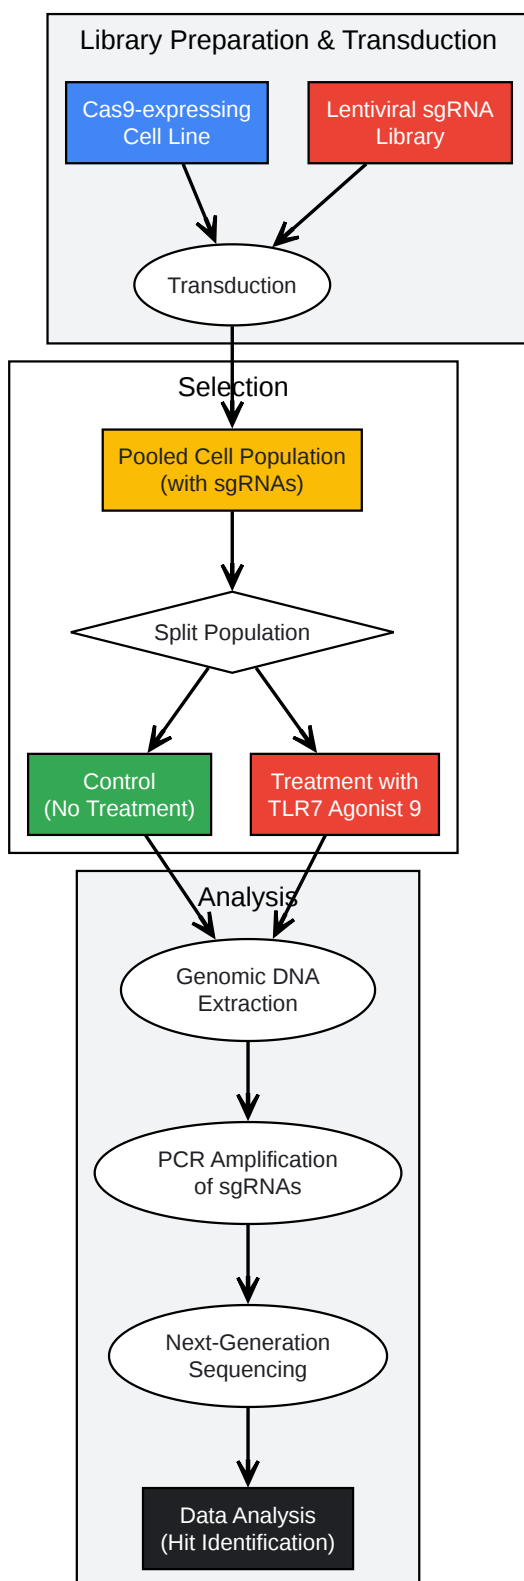 Library Preparation & Transduction
Cas9-expressing
Cell Line
Lentiviral sgRNA
Library
Transduction
Selection
Pooled Cell Population
(with sgRNAs)
Split Population
Control
(No Treatment)
Treatment with
TLR7 Agonist 9
Analysis
Genomic DNA
Extraction
PCR Amplification
of sgRNAs
Next-Generation
Sequencing
Data Analysis
(Hit Identification)